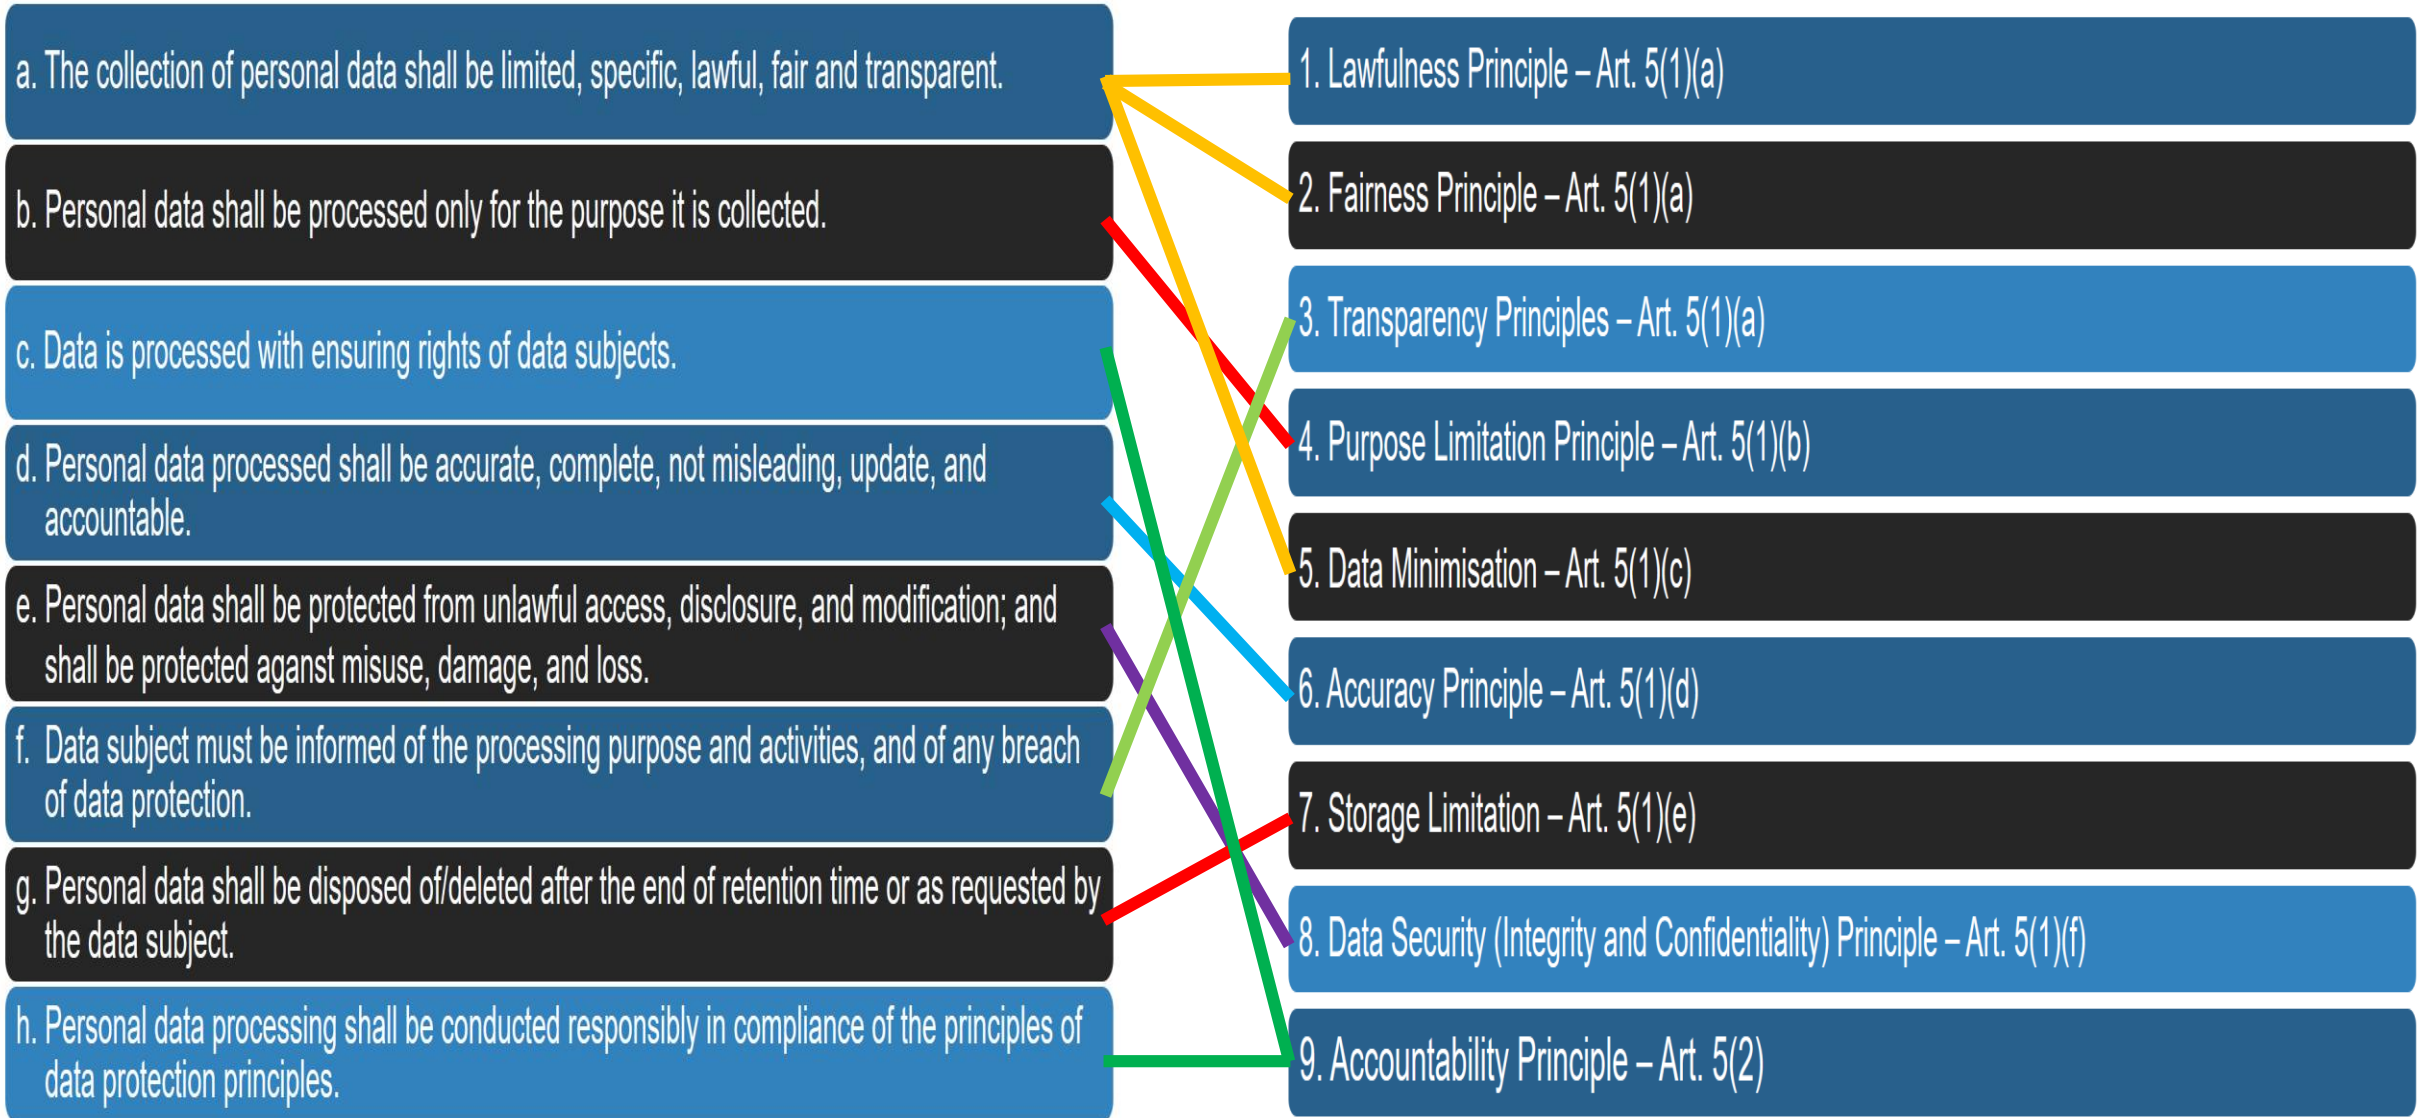 a. The collection of personal data shall be limited, specific, lawful, fair and transparent.
b. Personal data shall be processed only for the purpose it is collected.
c. Data is processed with ensuring rights of data subjects.
d. Personal data processed shall be accurate, complete, not misleading, update, and
accountable.
e. Personal data shall be protected from unlawful access, disclosure, and modification; and
shall be protected aganst misuse, damage, and loss.
f. Data subject must be informed of the processing purpose and activities, and of any breach
of data protection.
g. Personal data shall be disposed of/deleted after the end of retention time or as requested by
the data subject.
h. Personal data processing shall be conducted responsibly in compliance of the principles of
data protection principles.
1. Lawfulness Principle – Art. 5(1)(a)
2. Fairness Principle – Art. 5(1)(a)
3. Transparency Principles – Art. 5(1)(a)
4. Purpose Limitation Principle – Art. 5(1)(b)
5. Data Minimisation – Art. 5(1)(c)
6. Accuracy Principle – Art. 5(1)(d)
7. Storage Limitation – Art. 5(1)(e)
8. Data Security (Integrity and Confidentiality) Principle – Art. 5(1)(f)
9. Accountability Principle – Art. 5(2)